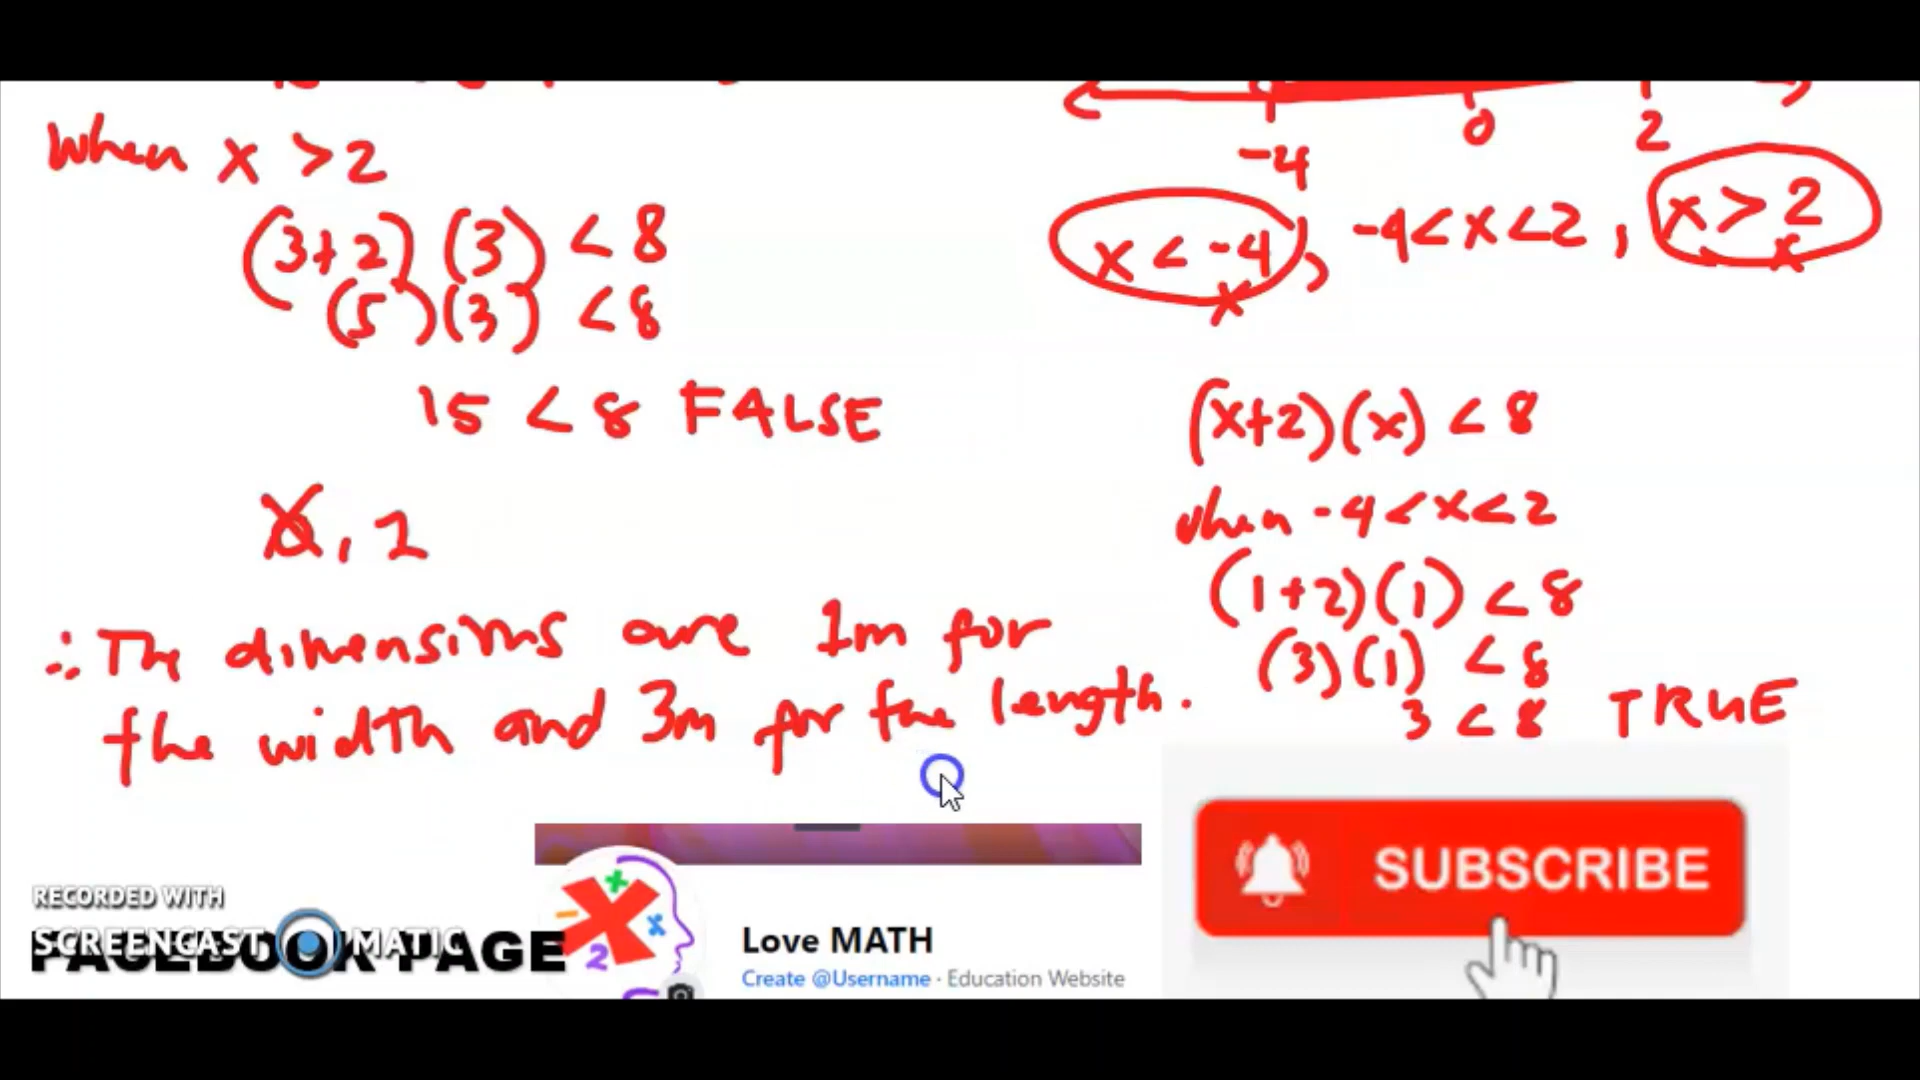 When x > 2
(3+2) (3) < 8
(5) (3) < 8
15 < 8 FALSE
, 2
∴ The dimensions are 1m for
the width and 3m for the length.
0
2
-4
x < -4, -4 < x < 2, x > 2
x
x
(x+2)(x) < 8
when -4 < x < 2
(1+2)(1) < 8
(3)(1) < 8
3 < 8 TRUE
RECORDED WITH
SCREENCAST MATIC
FACEBOOK PAGE
Love MATH
Create @Username · Education Website
SUBSCRIBE